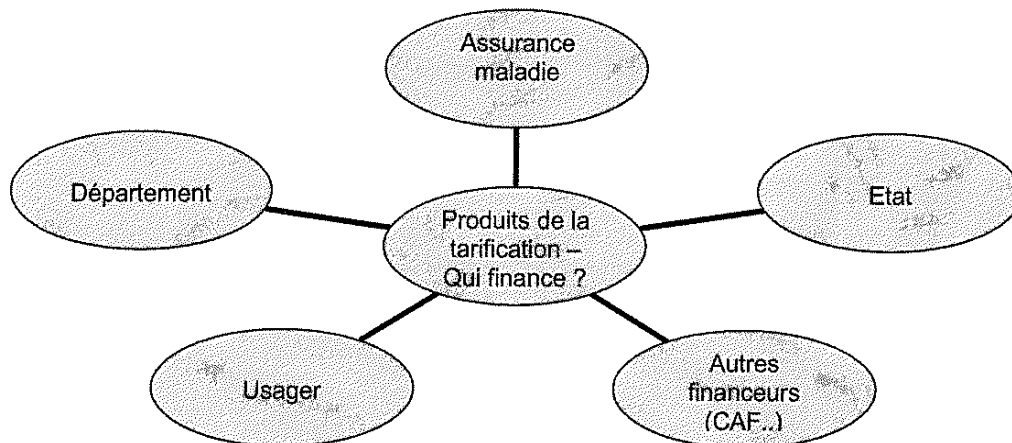 Assurance
maladie
Département
Etat
Produits de la
tarification –
Qui finance ?
Usager
Autres
financeurs
(CAF..)